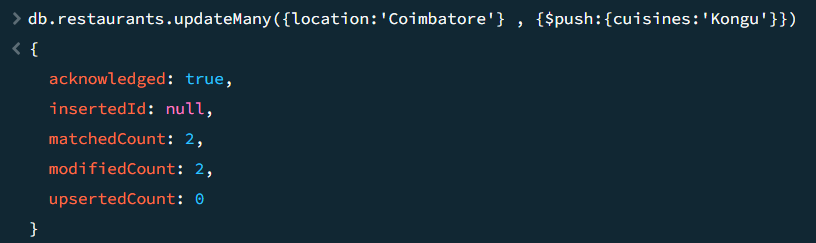 > db.restaurants.updateMany({location:'Coimbatore'} , {$push:{cuisines:'Kongu'}})
< {
acknowledged: true,
insertedId: null,
matchedCount: 2,
modifiedCount: 2,
upsertedCount: 0
}